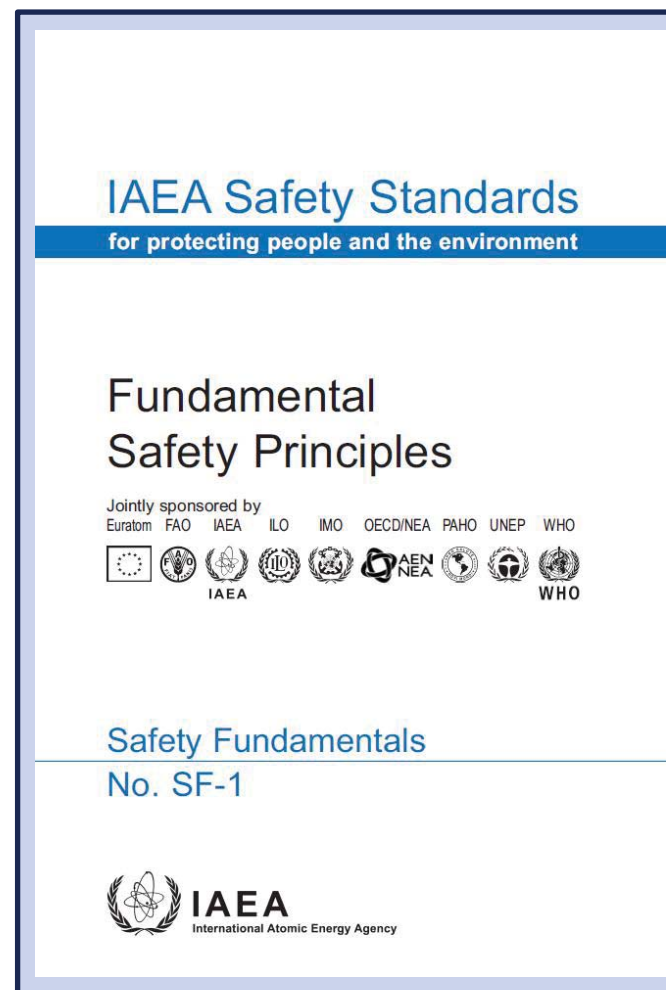 IAEA Safety Standards
for protecting people and the environment
Fundamental
Safety Principles
Jointly sponsored by
Euratom FAO IAEA ILO IMO OECD/NEA PAHO UNEP WHO
FAO ILO AEN
NEA
IAEA WHO
Safety Fundamentals
No. SF-1
IAEA
International Atomic Energy Agency